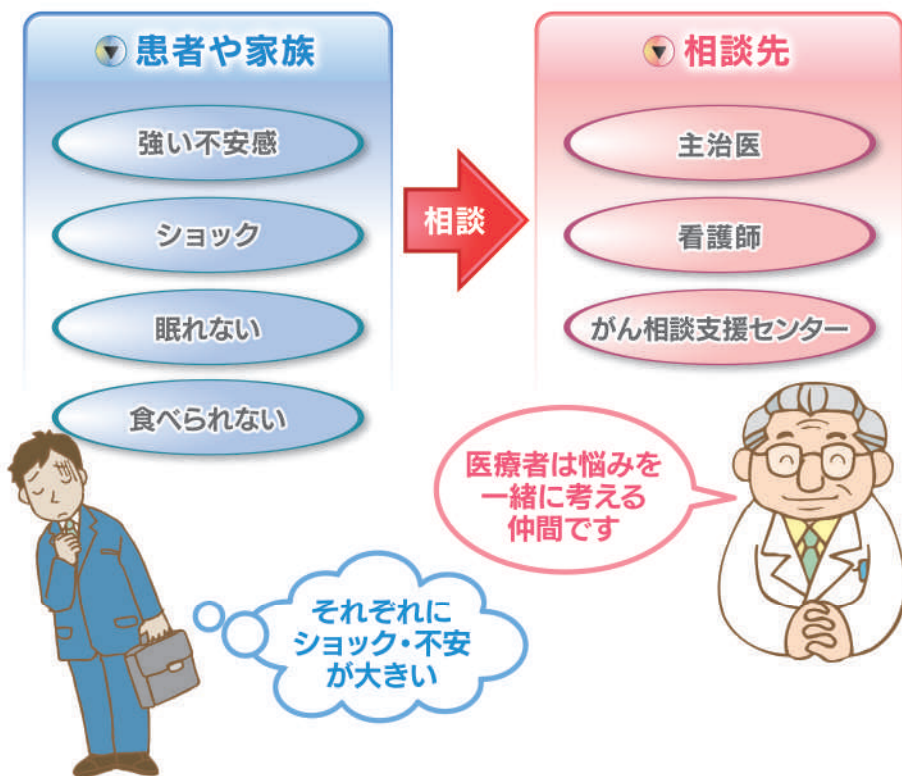 患者や家族
強い不安感
ショック
眠れない
食べられない
相談
相談先
主治医
看護師
がん相談支援センター
医療者は悩みを
一緒に考える
仲間です
それぞれに
ショック・不安
が大きい